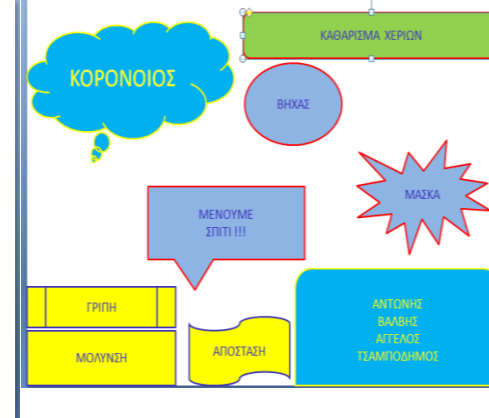 ΚΑΘΑΡΙΣΜΑ ΧΕΡΙΩΝ
ΚΟΡΟΝΟΙΟΣ
ΒΗΧΑΣ
ΜΑΣΚΑ
ΜΕΝΟΥΜΕ
ΣΠΙΤΙ !!!
ΓΡΙΠΗ
ΜΟΛΥΝΣΗ
ΑΠΟΣΤΑΣΗ
ΑΝΤΩΝΗΣ
ΒΑΛΒΗΣ
ΑΓΓΕΛΟΣ
ΤΣΑΜΠΟΔΗΜΟΣ